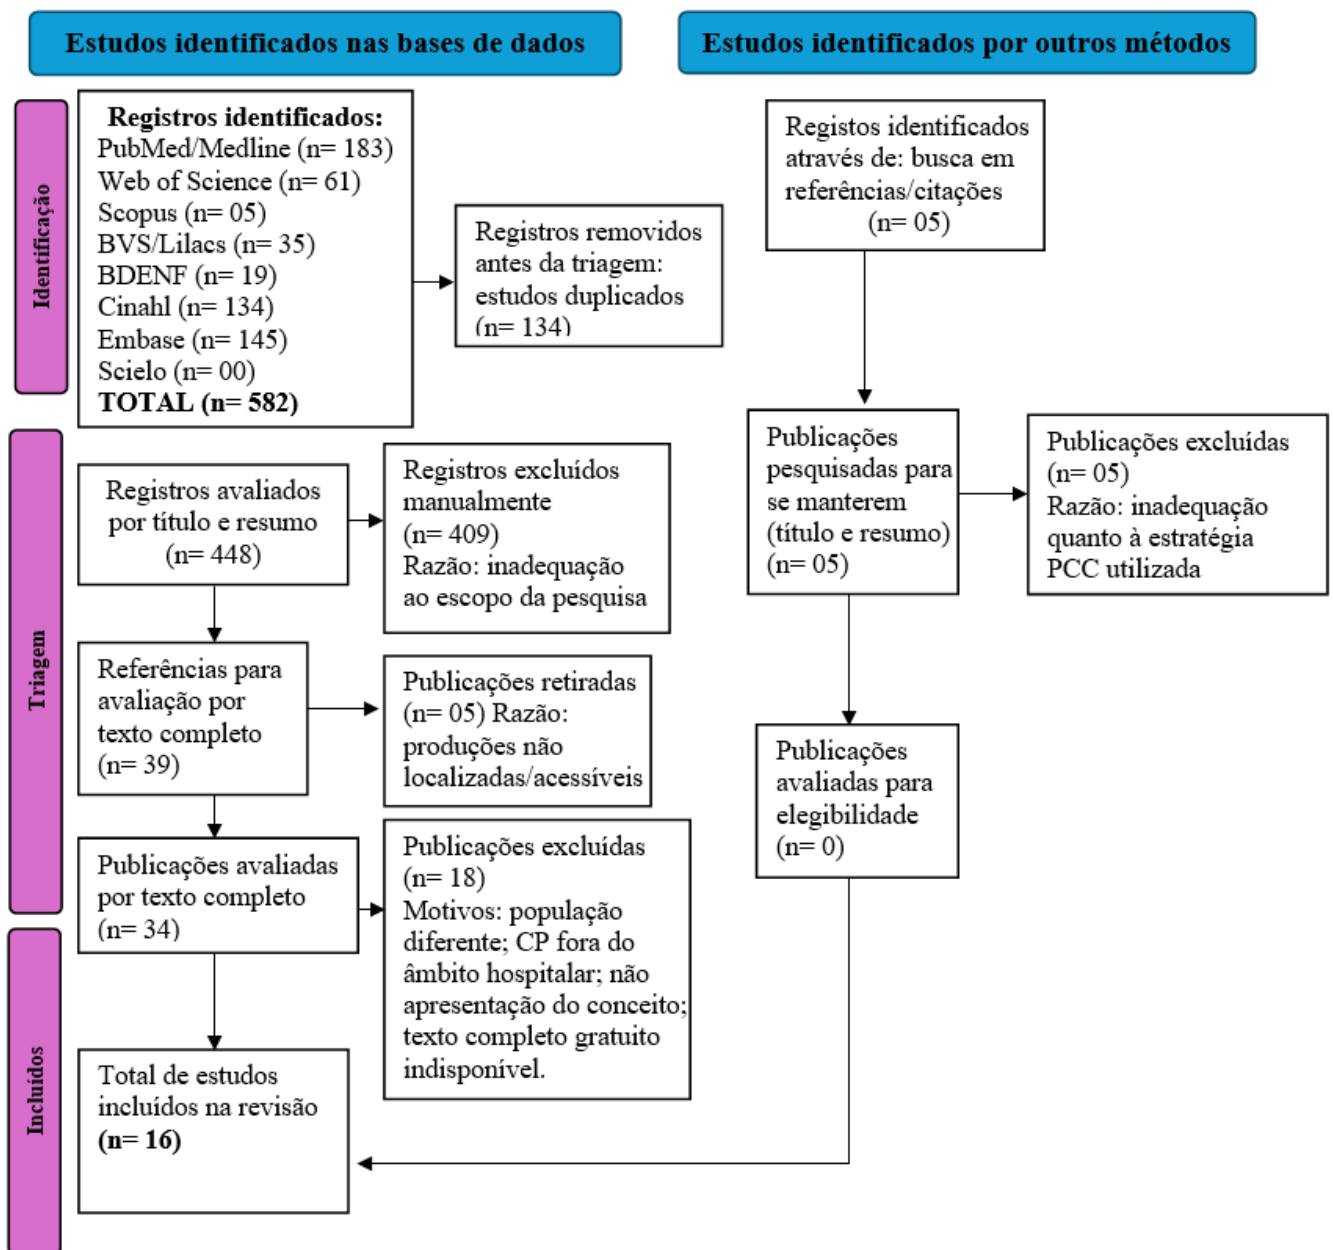 Estudos identificados nas bases de dados
Estudos identificados por outros métodos
Identificação
Registros identificados:
PubMed/Medline (n= 183)
Web of Science (n= 61)
Scopus (n= 05)
BVS/Lilacs (n= 35)
BDENF (n= 19)
Cinahl (n= 134)
Embase (n= 145)
Scielo (n= 00)
TOTAL (n= 582)
Registros removidos
antes da triagem:
estudos duplicados
(n= 134)
Registos identificados
através de: busca em
referências/citações
(n= 05)
Triagem
Registros avaliados
por título e resumo
(n= 448)
Registros excluídos
manualmente
(n= 409)
Razão: inadequação
ao escopo da pesquisa
Publicações
pesquisadas para
se manterem
(título e resumo)
(n= 05)
Publicações excluídas
(n= 05)
Razão: inadequação
quanto à estratégia
PCC utilizada
Referências para
avaliação por
texto completo
(n= 39)
Publicações retiradas
(n= 05) Razão:
produções não
localizadas/acessíveis
Publicações
avaliadas para
elegibilidade
(n= 0)
Publicações avaliadas
por texto completo
(n= 34)
Publicações excluídas
(n= 18)
Motivos: população
diferente; CP fora do
âmbito hospitalar; não
apresentação do conceito;
texto completo gratuito
indisponível.
Incluídos
Total de estudos
incluídos na revisão
(n= 16)